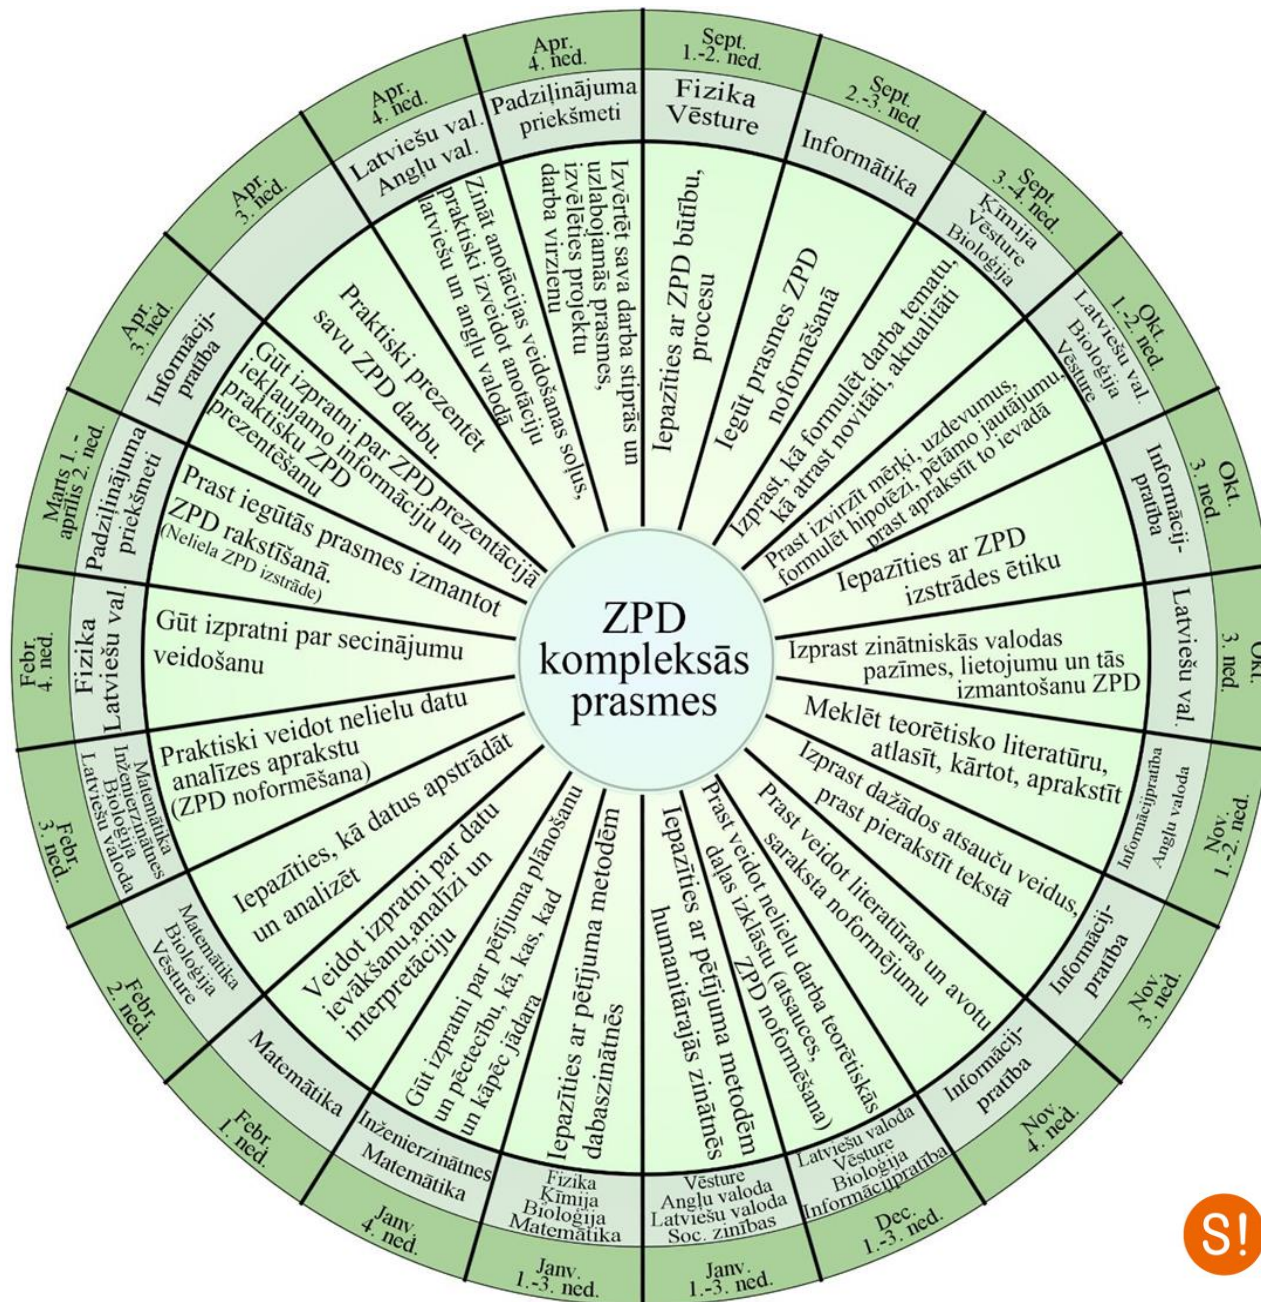 ZPD
kompleksās
prasmes
Sept.
1.-2. ned.
Fizika
Vēsture
Iepazīties ar ZPD būtību,
procesu
Sept.
2.-3. ned.
Informātika
Iegūt prasmes ZPD
noformēšanā
Sept.
3.-4. ned.
Ķīmija
Vēsture
Bioloģija
Izprast, kā formulēt darba tematu,
kā atrast novitāti, aktualitāti
Okt.
1.-2. ned.
Latviešu val.
Bioloģija
Vēsture
Prast izvirzīt mērķi, uzdevumus,
formulēt hipotēzi, pētāmo jautājumu,
prast aprakstīt to ievadā
Okt.
3. ned.
Informācij-
pratība
Iepazīties ar ZPD
izstrādes ētiku
Okt.
3. ned.
Latviešu val.
Izprast zinātniskās valodas
pazīmes, lietojumu un tās
izmantošanu ZPD
Nov.
1.-2. ned.
Informācijpratība
Angļu valoda
Meklēt teorētisko literatūru,
atlasīt, kārtot, aprakstīt
Nov.
3. ned.
Informācij-
pratība
Izprast dažādos atsauču veidus,
prast pierakstīt tekstā
Nov.
4. ned.
Informācij-
pratība
Prast veidot literatūras un avotu
saraksta noformējumu
Dec.
1.-3. ned.
Latviešu valoda
Vēsture
Bioloģija
Informācijpratība
Prast veidot nelielu darba teorētiskās
daļas izklāstu (atsauces,
ZPD noformēšana)
Janv.
1.-3. ned.
Vēsture
Angļu valoda
Latviešu valoda
Soc. zinības
Iepazīties ar pētījuma metodēm
humanitārajās zinātnēs
Janv.
1.-3. ned.
Fizika
Ķīmija
Bioloģija
Matemātika
Iepazīties ar pētījuma metodēm
dabaszinātnēs
Janv.
4. ned.
Inženierzinātnes
Matemātika
Gūt izpratni par pētījuma plānošanu
un pēctecību, kā, kas, kad
un kāpēc jādara
Febr.
1. ned.
Matemātika
Veidot izpratni par datu
ievākšanu,analīzi un
interpretāciju
Febr.
2. ned.
Matemātika
Bioloģija
Vēsture
Iepazīties, kā datus apstrādāt
un analizēt
Febr.
3. ned.
Matemātika
Inženierzinātnes
Bioloģija
Latviešu valoda
Praktiski veidot nelielu datu
analīzes aprakstu
(ZPD noformēšana)
Febr.
4. ned.
Fizika
Latviešu val.
Gūt izpratni par secinājumu
veidošanu
Marts 1. -
aprīlis 2. ned.
Padziļinājuma
priekšmeti
Prast iegūtās prasmes izmantot
ZPD rakstīšanā.
(Neliela ZPD izstrāde)
Apr.
3. ned.
Informācij-
pratība
Gūt izpratni par ZPD prezentācijā
iekļaujamo informāciju un
praktisku ZPD
prezentēšanu
Apr.
3. ned.
Praktiski prezentēt
savu ZPD darbu.
Apr.
4. ned.
Latviešu val.
Angļu val.
Zināt anotācijas veidošanas soļus,
praktiski izveidot anotāciju
latviešu un angļu valodā
Apr.
4. ned.
Padziļinājuma
priekšmeti
Izvērtēt sava darba stiprās un
uzlabojamās prasmes,
izvēlēties projektu
darba virzienu
S!